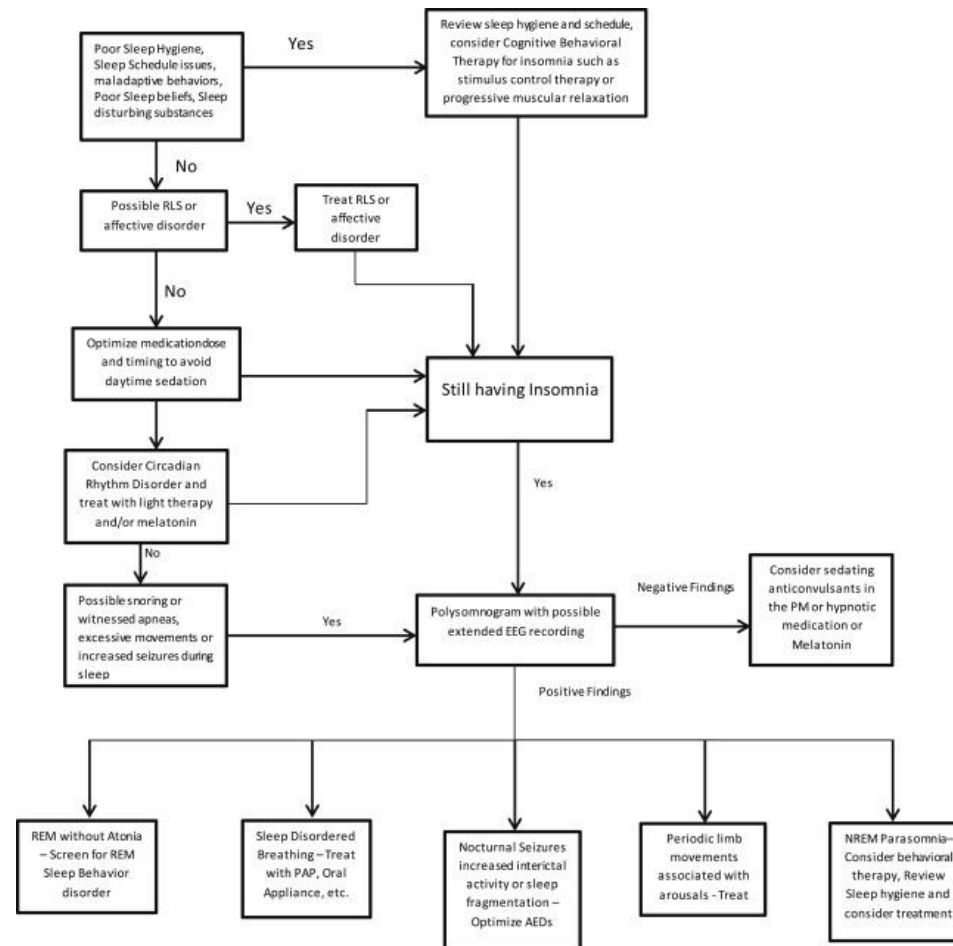 Poor Sleep Hygiene,
Sleep Schedule issues,
maladaptive behaviors,
Poor Sleep beliefs, Sleep
disturbing substances
Yes
Review sleep hygiene and schedule,
consider Cognitive Behavioral
Therapy for insomnia such as
stimulus control therapy or
progressive muscular relaxation
No
Possible RLS or
affective disorder
Yes
Treat RLS or
affective
disorder
No
Optimize medicationdose
and timing to avoid
daytime sedation
Still having Insomnia
Consider Circadian
Rhythm Disorder and
treat with light therapy
and/or melatonin
Yes
No
Possible snoring or
witnessed apneas,
excessive movements or
increased seizures during
sleep
Yes
Polysomnogram with possible
extended EEG recording
Negative Findings
Consider sedating
anticonvulsants in
the PM or hypnotic
medication or
Melatonin
Positive Findings
REM without Atonia
– Screen for REM
Sleep Behavior
disorder
Sleep Disordered
Breathing – Treat
with PAP, Oral
Appliance, etc.
Nocturnal Seizures
increased interictal
activity or sleep
fragmentation –
Optimize AEDs
Periodic limb
movements
associated with
arousals - Treat
NREM Parasomnia–
Consider behavioral
therapy, Review
Sleep hygiene and
consider treatment